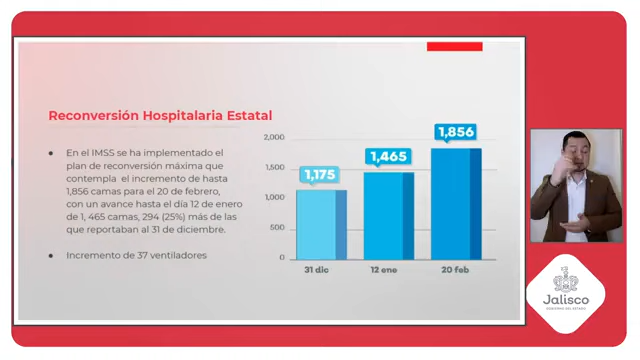 Reconversión Hospitalaria Estatal
● En el IMSS se ha implementado el
plan de reconversión máxima que
contempla el incremento de hasta
1,856 camas para el 20 de febrero,
con un avance hasta el día 12 de enero
de 1, 465 camas, 294 (25%) más de las
que reportaban al 31 de diciembre.
● Incremento de 37 ventiladores
2,000
1,500
1,000
500
0
1,175
1,465
1,856
31 dic
12 ene
20 feb
Jalisco
GOBIERNO DEL ESTADO